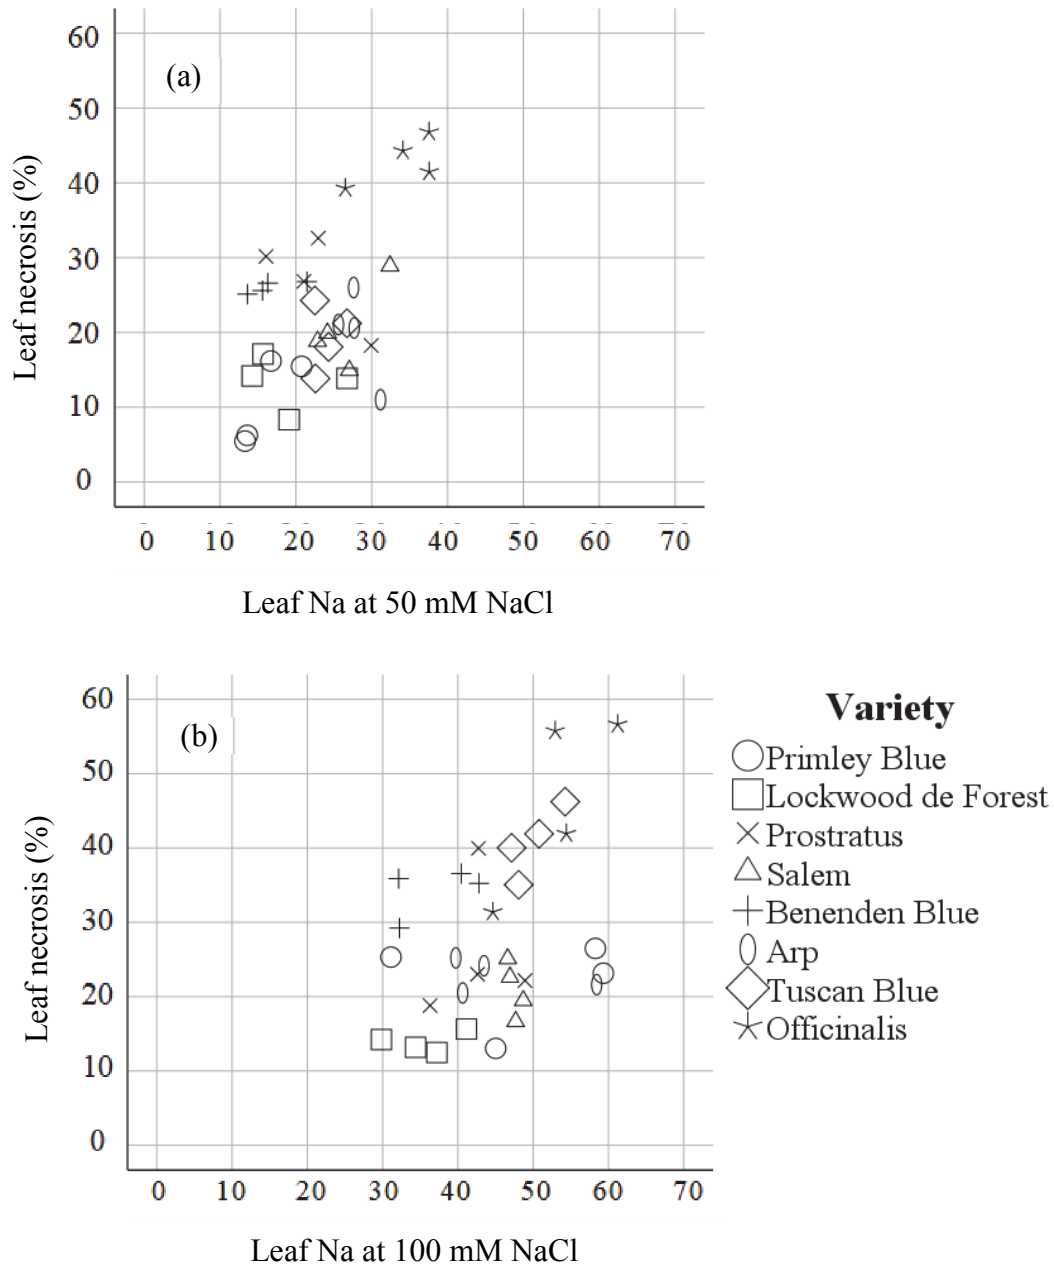 60
(a)
50
40
Leaf necrosis (%)
30
20
10
0
0 10 20 30 40 50 60 70
Leaf Na at 50 mM NaCl
60
(b)
50
40
Leaf necrosis (%)
30
20
10
0
0 10 20 30 40 50 60 70
Leaf Na at 100 mM NaCl
Variety
Primley Blue
Lockwood de Forest
Prostratus
Salem
Benenden Blue
Arp
Tuscan Blue
Officinalis